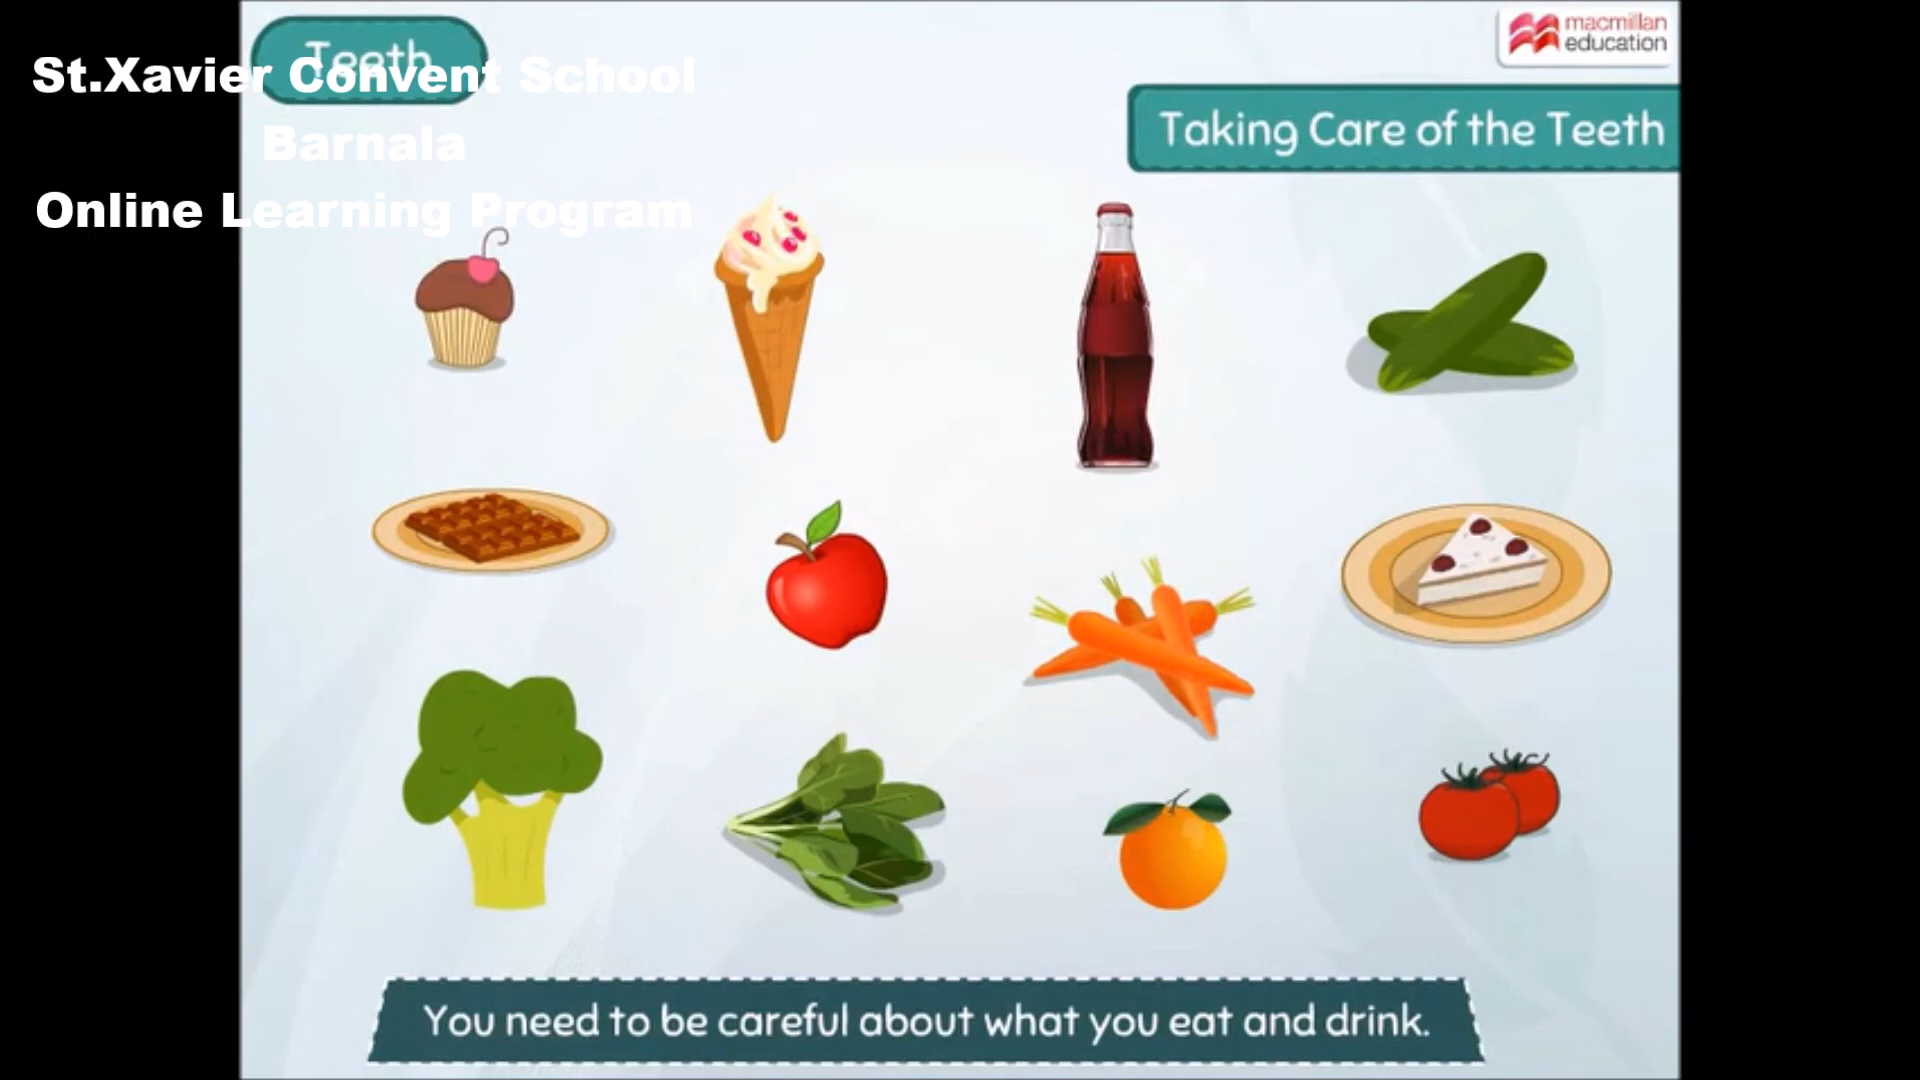 Teeth
St.Xavier Convent School
Barnala
Online Learning Program
macmillan
education
Taking Care of the Teeth
You need to be careful about what you eat and drink.